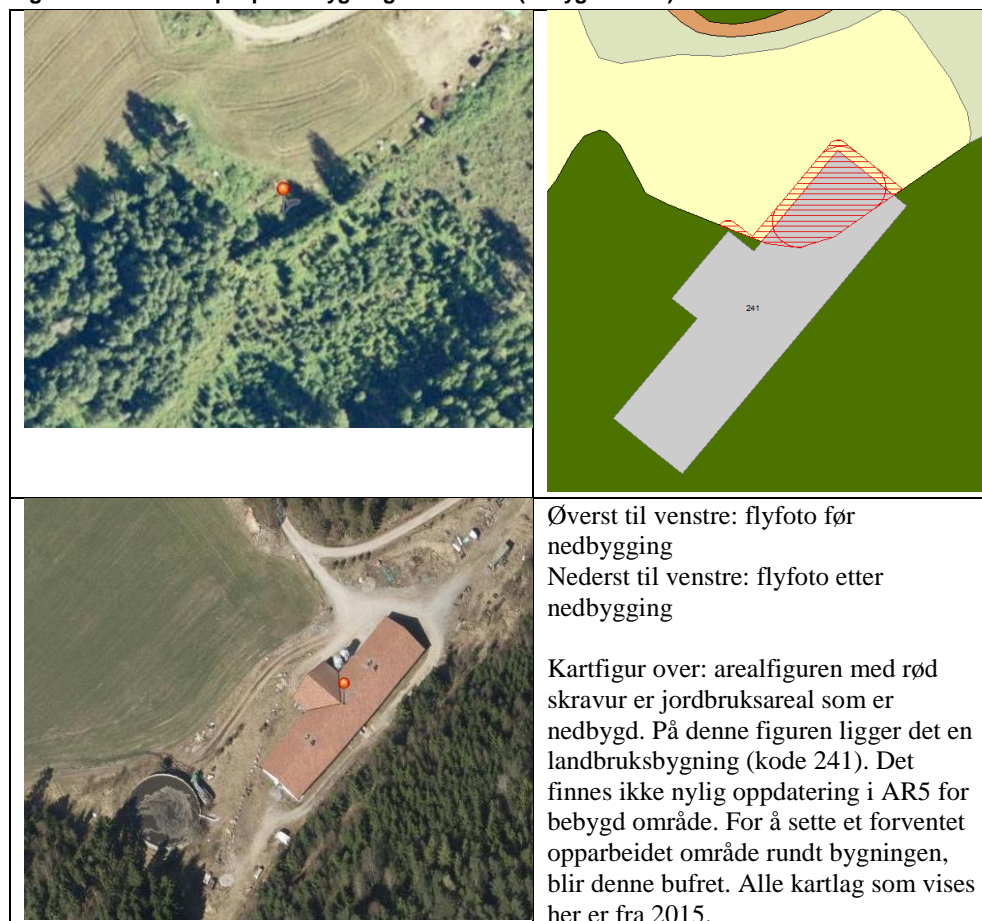 241
Øverst til venstre: flyfoto før
nedbygging
Nederst til venstre: flyfoto etter
nedbygging
Kartfigur over: arealfiguren med rød
skravur er jordbruksareal som er
nedbygd. På denne figuren ligger det en
landbruksbygning (kode 241). Det
finnes ikke nylig oppdatering i AR5 for
bebygd område. For å sette et forventet
opparbeidet område rundt bygningen,
blir denne bufret. Alle kartlag som vises
her er fra 2015.